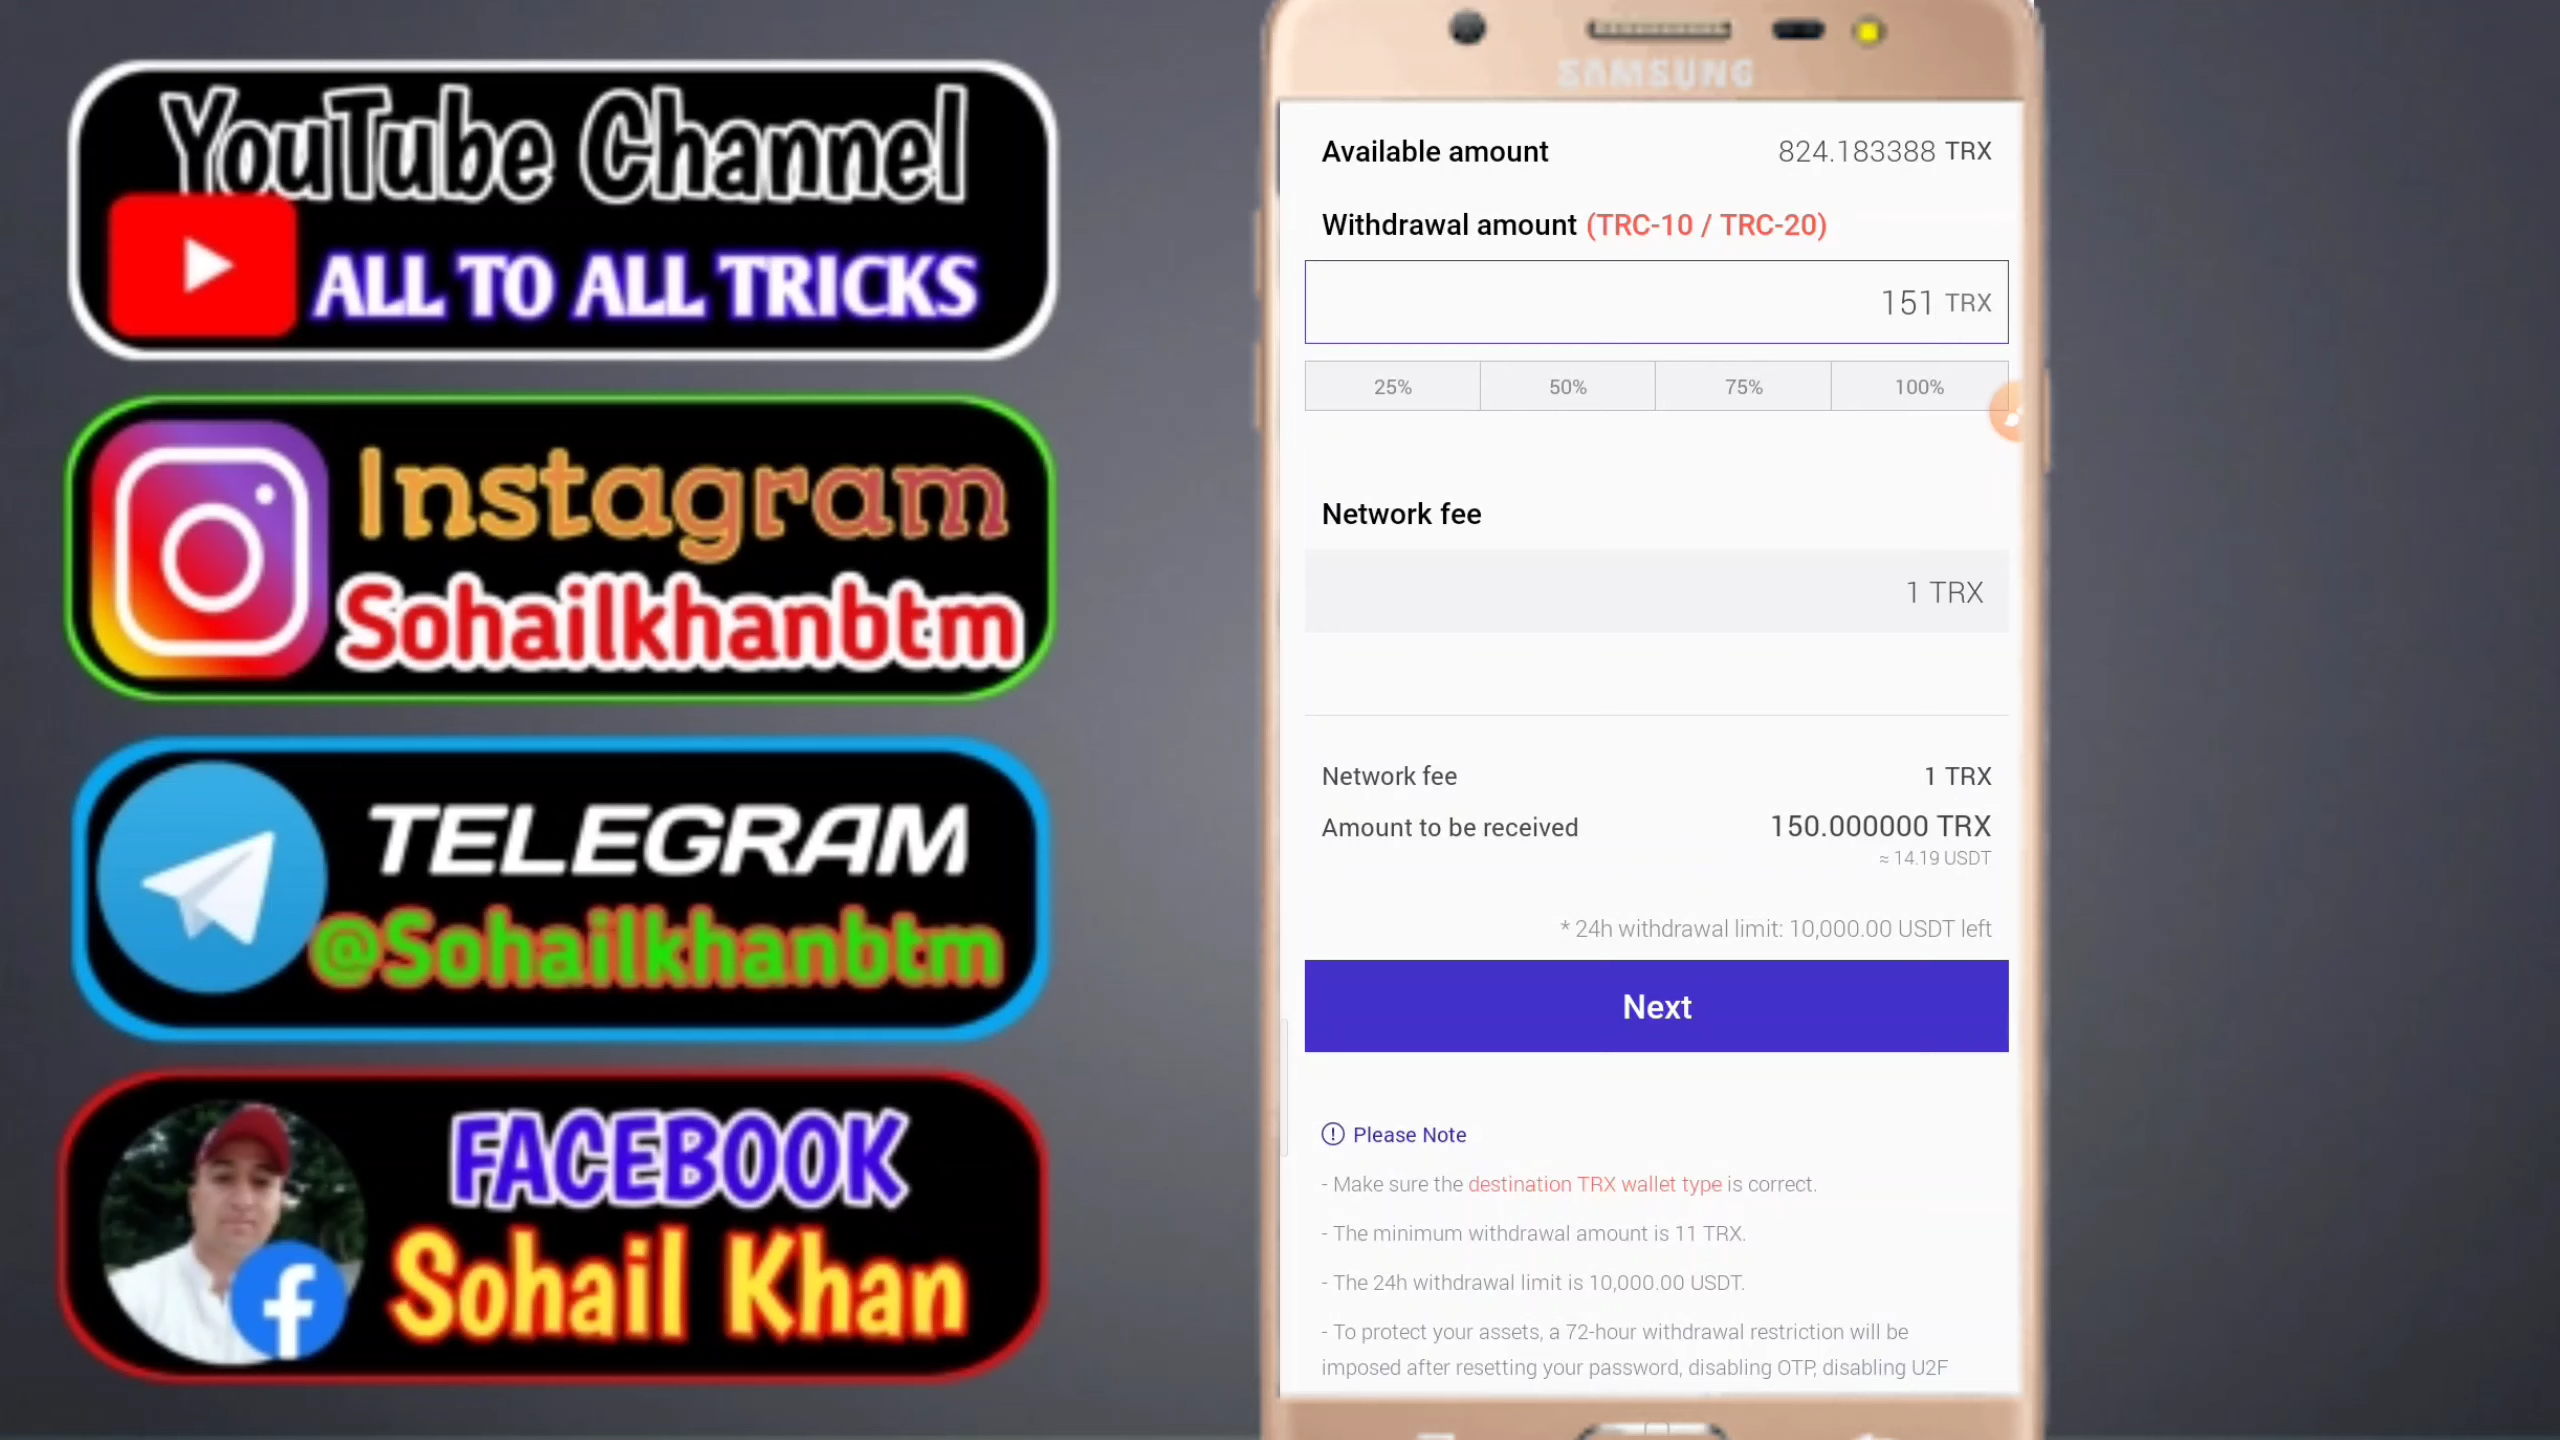 YouTube Channel
ALL TO ALL TRICKS
Instagram
Sohailkhanbtm
TELEGRAM
@Sohailkhanbtm
FACEBOOK
Sohail Khan
SAMSUNG
Available amount 824.183388 TRX
Withdrawal amount (TRC-10 / TRC-20)
151 TRX
25% 50% 75% 100%
Network fee
1 TRX
Network fee 1 TRX
Amount to be received 150.000000 TRX
≈ 14.19 USDT
* 24h withdrawal limit: 10,000.00 USDT left
Next
Please Note
- Make sure the destination TRX wallet type is correct.
- The minimum withdrawal amount is 11 TRX.
- The 24h withdrawal limit is 10,000.00 USDT.
- To protect your assets, a 72-hour withdrawal restriction will be
imposed after resetting your password, disabling OTP, disabling U2F